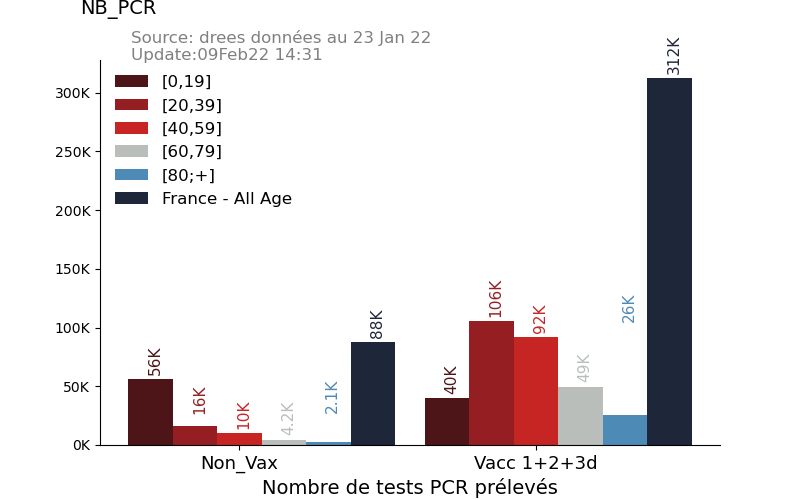 NB_PCR
Source: drees données au 23 Jan 22
Update:09Feb22 14:31
[0,19]
[20,39]
[40,59]
[60,79]
[80;+]
France - All Age
300K
250K
200K
150K
100K
50K
0K
56K
16K
10K
4.2K
2.1K
88K
40K
106K
92K
49K
26K
312K
Non_Vax
Vacc 1+2+3d
Nombre de tests PCR prélevés